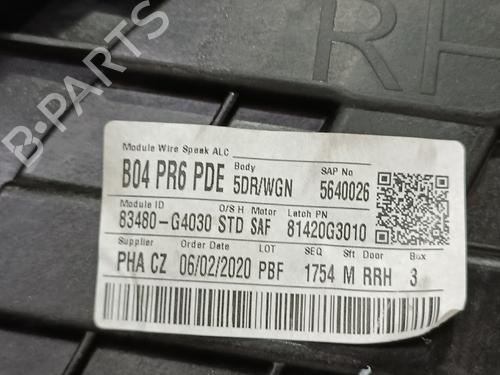 RH
B-PARTS
Module Wire Speak ALC
Body SAP No
B04 PR6 PDE 5DR/WGN 5640026
Module ID O/S H Motor Latch PN
83480-G4030 STD SAF 81420G3010
Supplier Order Date LOT SEQ Sft Door Box
PHA CZ 06/02/2020 PBF 1754 M RRH 3